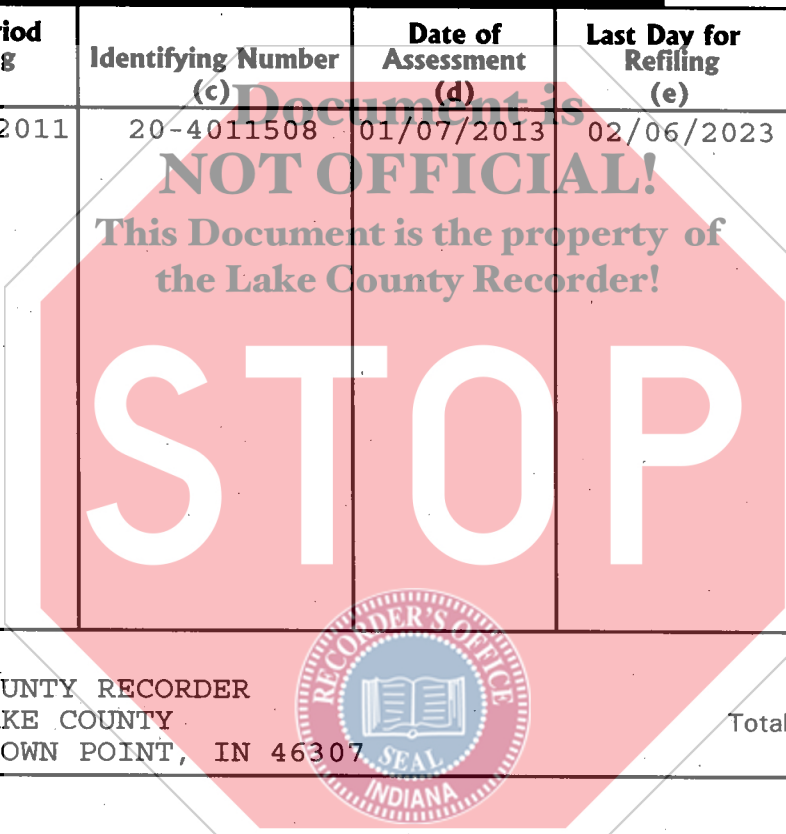 iod
g
Identifying Number
(c)
Date of
Assessment
(d)
Last Day for
Refiling
(e)
2011 20-4011508 01/07/2013 02/06/2023
Document is
NOT OFFICIAL!
This Document is the property of
the Lake County Recorder!
STOP
RECORDER'S OFFICE
SEAL
INDIANA
UNTY RECORDER
KE COUNTY
OWN POINT, IN 46307
Total